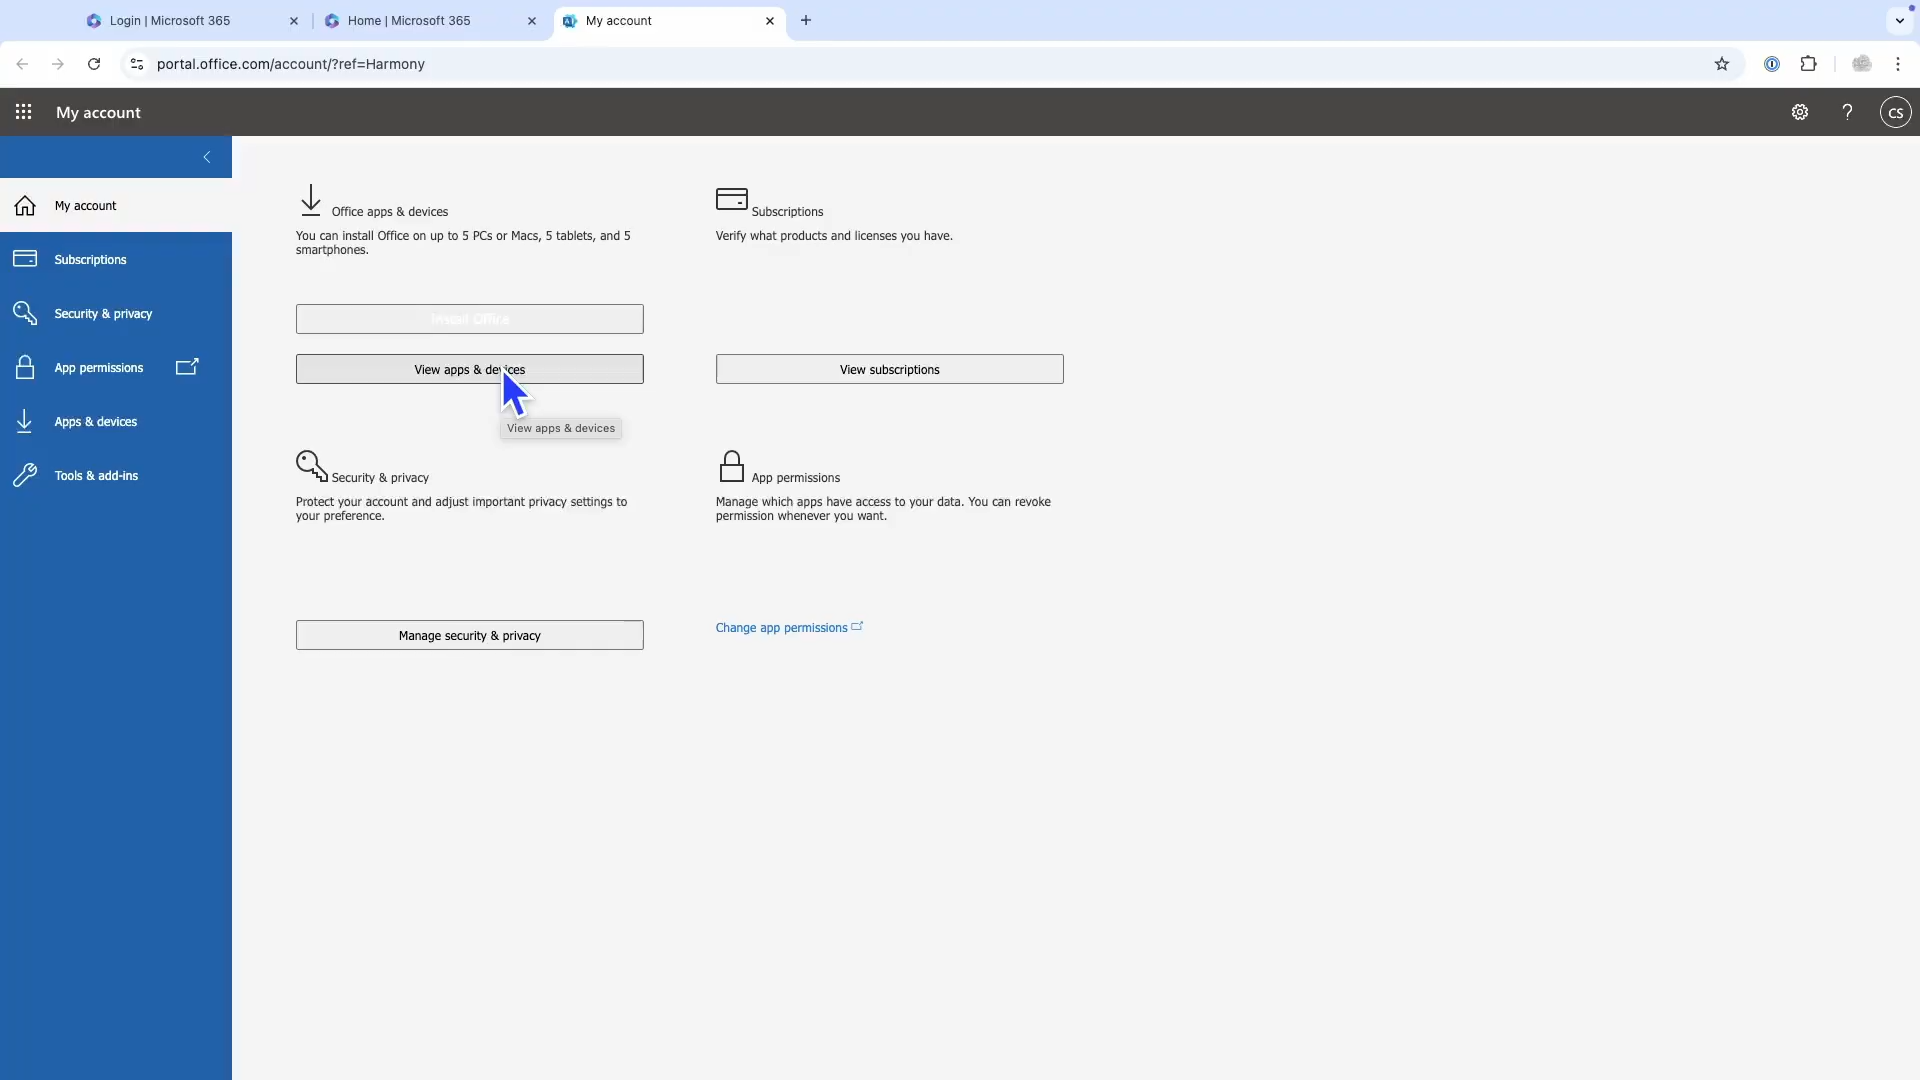 Login | Microsoft 365
Home | Microsoft 365
My account
portal.office.com/account/?ref=Harmony
My account
CS
My account
Subscriptions
Security & privacy
App permissions
Apps & devices
Tools & add-ins
Office apps & devices
You can install Office on up to 5 PCs or Macs, 5 tablets, and 5
smartphones.
Install Office
View apps & devices
View apps & devices
Subscriptions
Verify what products and licenses you have.
View subscriptions
Security & privacy
Protect your account and adjust important privacy settings to
your preference.
Manage security & privacy
App permissions
Manage which apps have access to your data. You can revoke
permission whenever you want.
Change app permissions